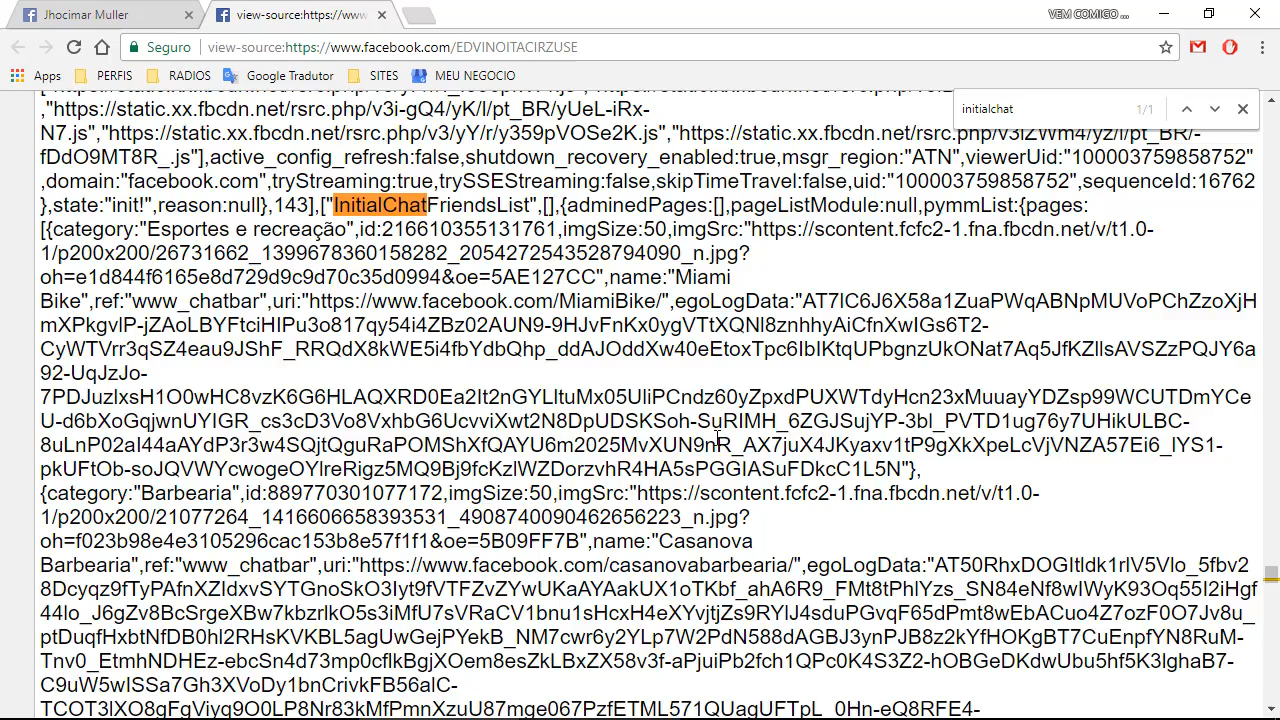 Jhocimar Muller
view-source:https://www
VEM COMIGO ...
Seguro
view-source:https://www.facebook.com/EDVINOITACIRZUSE
Apps
PERFIS
RADIOS
Google Tradutor
SITES
MEU NEGOCIO
initialchat
1/1
,"https://static.xx.fbcdn.net/rsrc.php/v3i-gQ4/yK/l/pt_BR/yUeL-iRx-
N7.js","https://static.xx.fbcdn.net/rsrc.php/v3/yY/r/y359pVOSe2K.js","https://static.xx.fbcdn.net/rsrc.php/v3iZWm4/yz/l/pt_BR/-
fDdO9MT8R_.js"],active_config_refresh:false,shutdown_recovery_enabled:true,msgr_region:"ATN",viewerUid:"100003759858752"
,domain:"facebook.com",tryStreaming:true,trySSEStreaming:false,skipTimeTravel:false,uid:"100003759858752",sequenceId:16762
},state:"init!",reason:null},143],["InitialChatFriendsList",[],{adminedPages:[],pageListModule:null,pymmList:{pages:
[{category:"Esportes e recreação",id:216610355131761,imgSize:50,imgSrc:"https://scontent.fcfc2-1.fna.fbcdn.net/v/t1.0-
1/p200x200/26731662_1399678360158282_2054272543528794090_n.jpg?
oh=e1d844f6165e8d729d9c9d70c35d0994&oe=5AE127CC",name:"Miami
Bike",ref:"www_chatbar",uri:"https://www.facebook.com/MiamiBike/",egoLogData:"AT7lC6J6X58a1ZuaPWqABNpMUVoPChZzoXjH
mXPkgvlP-jZAoLBYFtciHIPu3o817qy54i4ZBz02AUN9-9HJvFnKx0ygVTtXQNl8znhhyAiCfnXwIGs6T2-
CyWTVrr3qSZ4eau9JShF_RRQdX8kWE5i4fbYdbQhp_ddAJOddXw40eEtoxTpc6IbIKtqUPbgnzUkONat7Aq5JfKZllsAVSZzPQJY6a
92-UqJzJo-
7PDJuzlxsH1O0wHC8vzK6G6HLAQXRD0Ea2It2nGYLltuMx05UliPCndz60yZpxdPUXWTdyHcn23xMuuayYDZsp99WCUTDmYCe
U-d6bXoGqjwnUYIGR_cs3cD3Vo8VxhbG6UcvviXwt2N8DpUDSKSoh-SuRIMH_6ZGJSujYP-3bl_PVTD1ug76y7UHikULBC-
8uLnP02aI44aAYdP3r3w4SQjtQguRaPOMShXfQAYU6m2025MvXUN9nR_AX7juX4JKyaxv1tP9gXkXpeLcVjVNZA57Ei6_lYS1-
pkUFtOb-soJQVWYcwogeOYlreRigz5MQ9Bj9fcKzlWZDorzvhR4HA5sPGGIASuFDkcC1L5N"},
{category:"Barbearia",id:889770301077172,imgSize:50,imgSrc:"https://scontent.fcfc2-1.fna.fbcdn.net/v/t1.0-
1/p200x200/21077264_1416606658393531_4908740090462656223_n.jpg?
oh=f023b98e4e3105296cac153b8e57f1f1&oe=5B09FF7B",name:"Casanova
Barbearia",ref:"www_chatbar",uri:"https://www.facebook.com/casanovabarbearia/",egoLogData:"AT50RhxDOGItldk1rlV5Vlo_5fbv2
8Dcyqz9fTyPAfnXZIdxvSYTGnoSkO3Iyt9fVTFZvZYwUKaAYAakUX1oTKbf_ahA6R9_FMt8tPhlYzs_SN84eNf8wIWyK93Oq55I2iHgf
44lo_J6gZv8BcSrgeXBw7kbzrlkO5s3iMfU7sVRaCV1bnu1sHcxH4eXYvjtjZs9RYlJ4sduPGvqF65dPmt8wEbACuo4Z7ozF0O7Jv8u_
ptDuqfHxbtNfDB0hl2RHsKVKBL5agUwGejPYekB_NM7cwr6y2YLp7W2PdN588dAGBJ3ynPJB8z2kYfHOKgBT7CuEnpfYN8RuM-
Tnv0_EtmhNDHEz-ebcSn4d73mp0cflkBgjXOem8esZkLBxZX58v3f-aPjuiPb2fch1QPc0K4S3Z2-hOBGeDKdwUbu5hf5K3lghaB7-
C9uW5wISSa7Gh3XVoDy1bnCrivkFB56alC-
TCOT3lXO8gFgViyq9O0LP8Nr83kMfPmnXzuU87mge067PzfETML571QUagUFTpL_0Hn-eQ8RFE4-